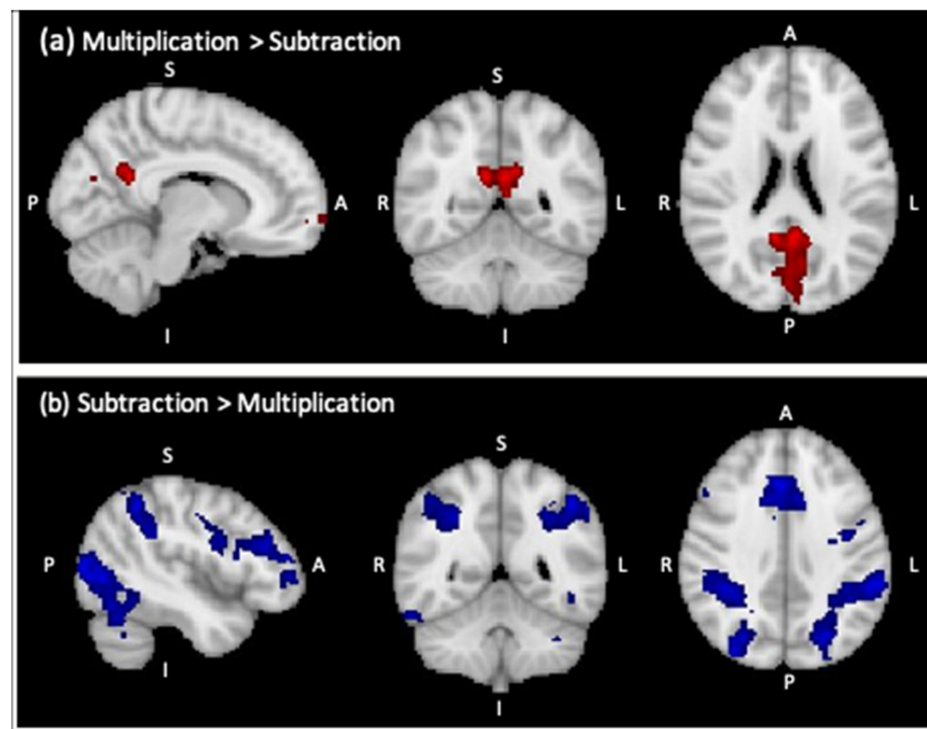 (a) Multiplication > Subtraction
S
P
A
I
S
R
L
I
A
R
L
P
(b) Subtraction > Multiplication
S
P
A
I
S
R
L
I
A
R
L
P